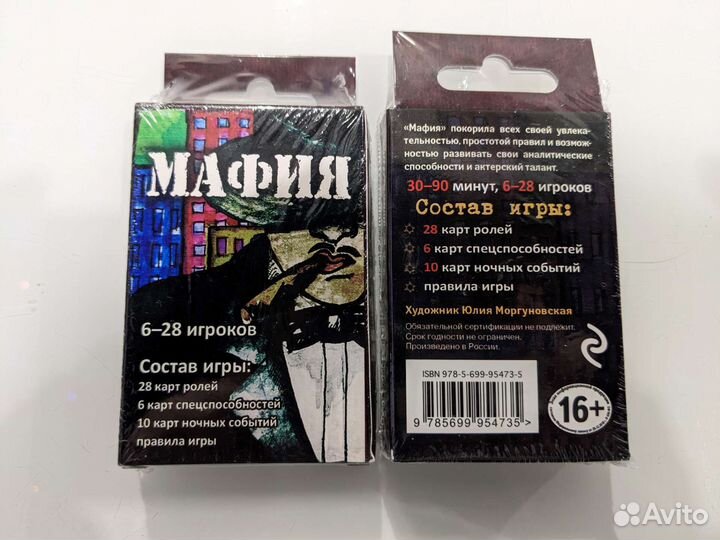 МАФИЯ
6–28 игроков
Состав игры:
28 карт ролей
6 карт спецспособностей
10 карт ночных событий
правила игры
«Мафия» покорила всех своей увлека-
тельностью, простотой правил и возмож-
ностью развивать свои аналитические
способности и актерский талант.
30–90 минут, 6–28 игроков
Состав игры:
28 карт ролей
6 карт спецспособностей
10 карт ночных событий
правила игры
Художник Юлия Моргуновская
Обязательной сертификации не подлежит.
Срок годности не ограничен.
Произведено в России.
ISBN 978-5-699-95473-5
9 785699 954735 >
16+
Avito